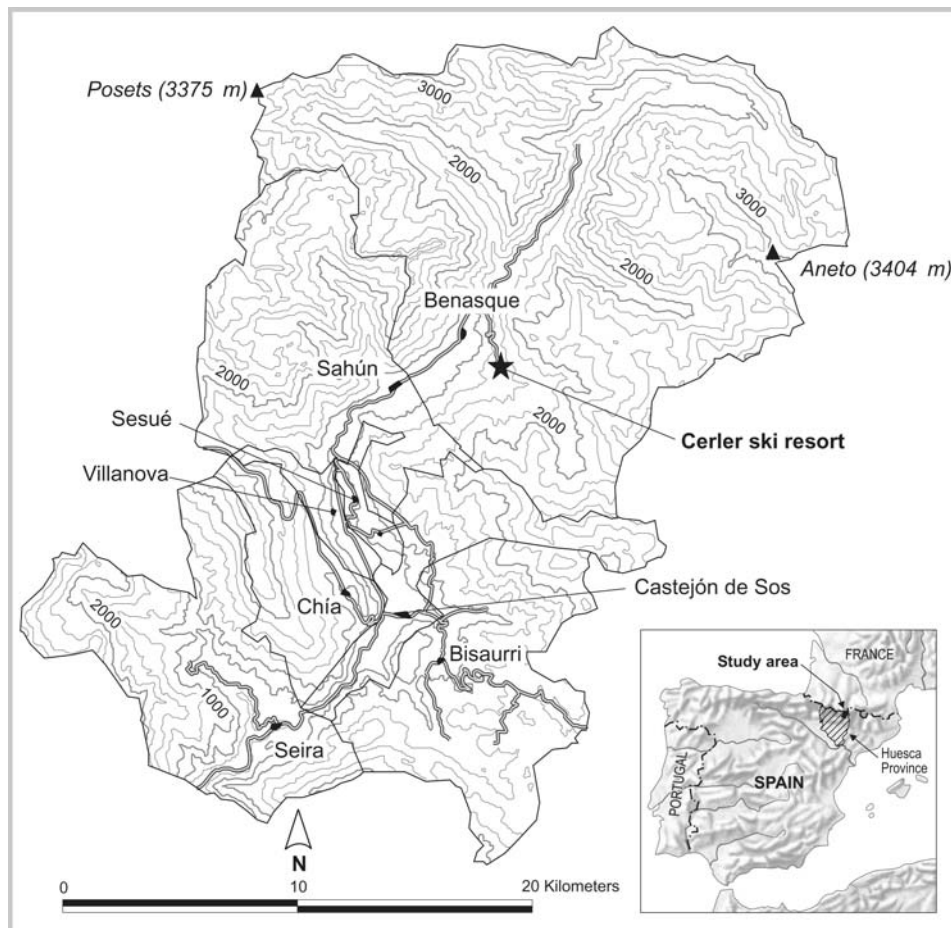 Posets (3375 m)
3000
2000
3000
2000
Aneto (3404 m)
Benasque
Sahún
2000
2000
Cerler ski resort
Sesué
Villanova
Castejón de Sos
Chía
2000
Bisaurri
1000
Seira
N
0 10 20 Kilometers
Study area
FRANCE
Huesca
Province
PORTUGAL
SPAIN